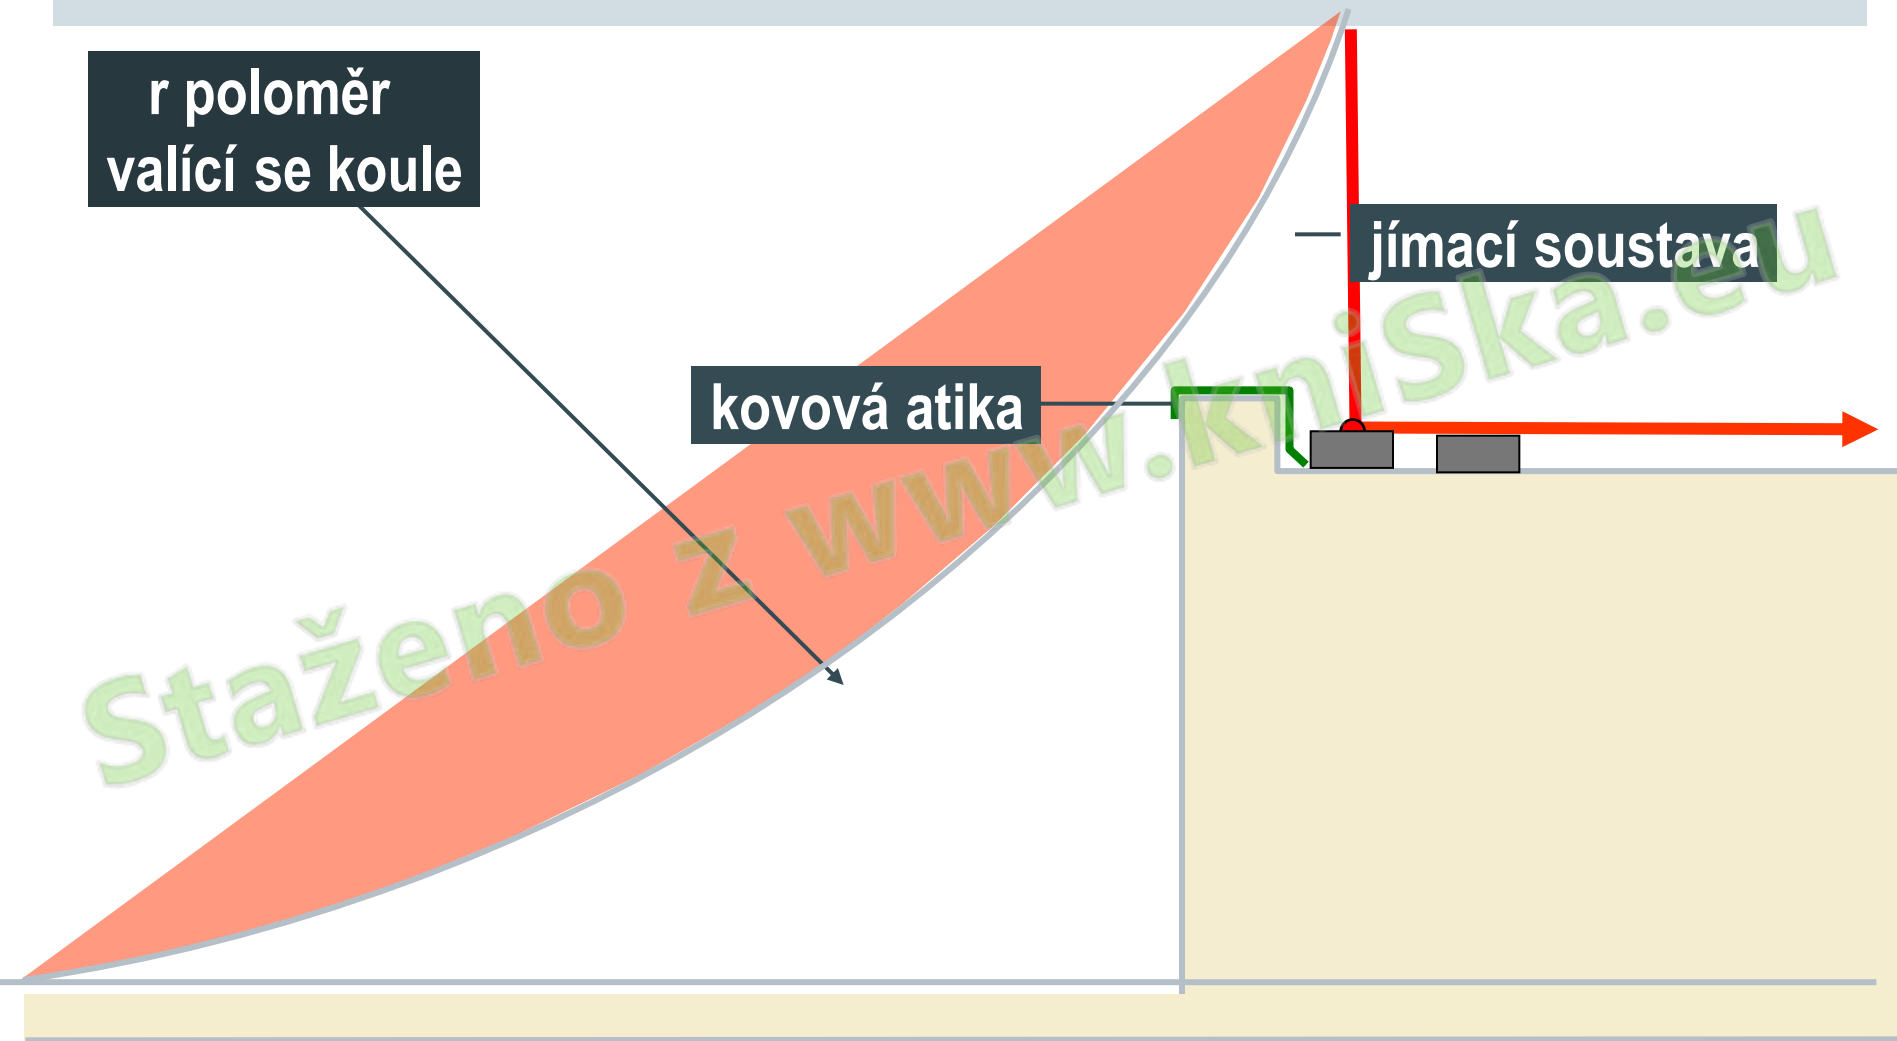 r poloměr
valící se koule
jímací soustava
kovová atika
Staženo z www.kniSka.eu